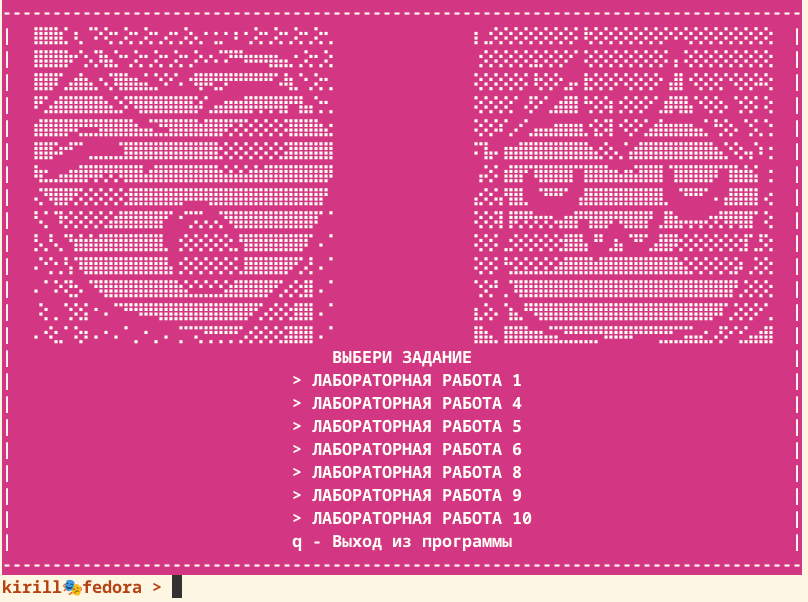 ВЫБЕРИ ЗАДАНИЕ
> ЛАБОРАТОРНАЯ РАБОТА 1
> ЛАБОРАТОРНАЯ РАБОТА 4
> ЛАБОРАТОРНАЯ РАБОТА 5
> ЛАБОРАТОРНАЯ РАБОТА 6
> ЛАБОРАТОРНАЯ РАБОТА 8
> ЛАБОРАТОРНАЯ РАБОТА 9
> ЛАБОРАТОРНАЯ РАБОТА 10
q - Выход из программы
kirill🎭fedora >